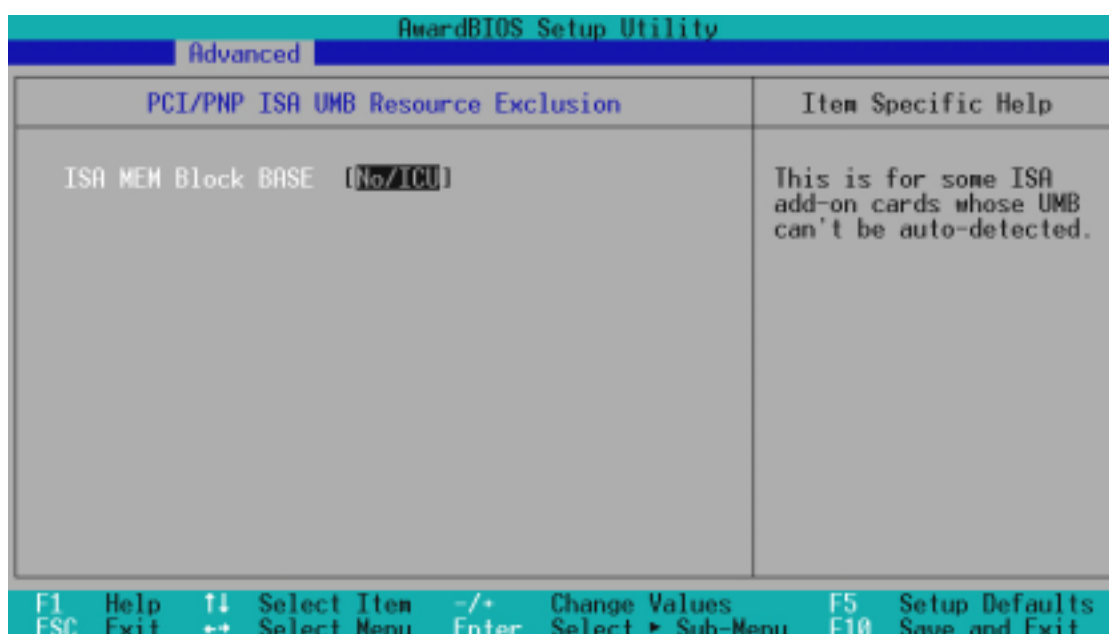 AwardBIOS Setup Utility
Advanced
PCI/PNP ISA UMB Resource Exclusion
Item Specific Help
ISA MEM Block BASE [No/ICU]
This is for some ISA
add-on cards whose UMB
can't be auto-detected.
F1 Help ↑↓ Select Item -/+ Change Values F5 Setup Defaults
ESC Exit ←→ Select Menu Enter Select ► Sub-Menu F10 Save and Exit